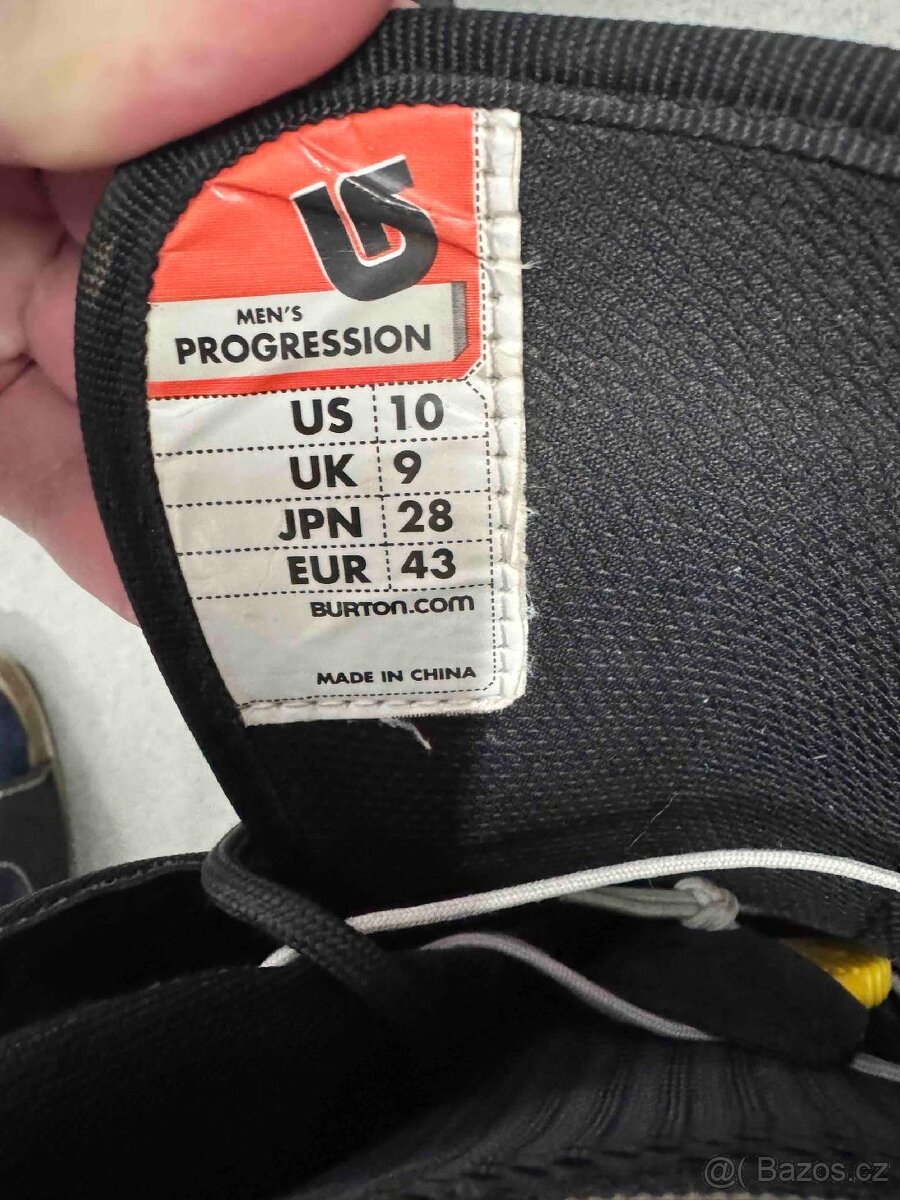 MEN'S
PROGRESSION
US 10
UK 9
JPN 28
EUR 43
BURTON.COM
MADE IN CHINA
@( Bazos.cz